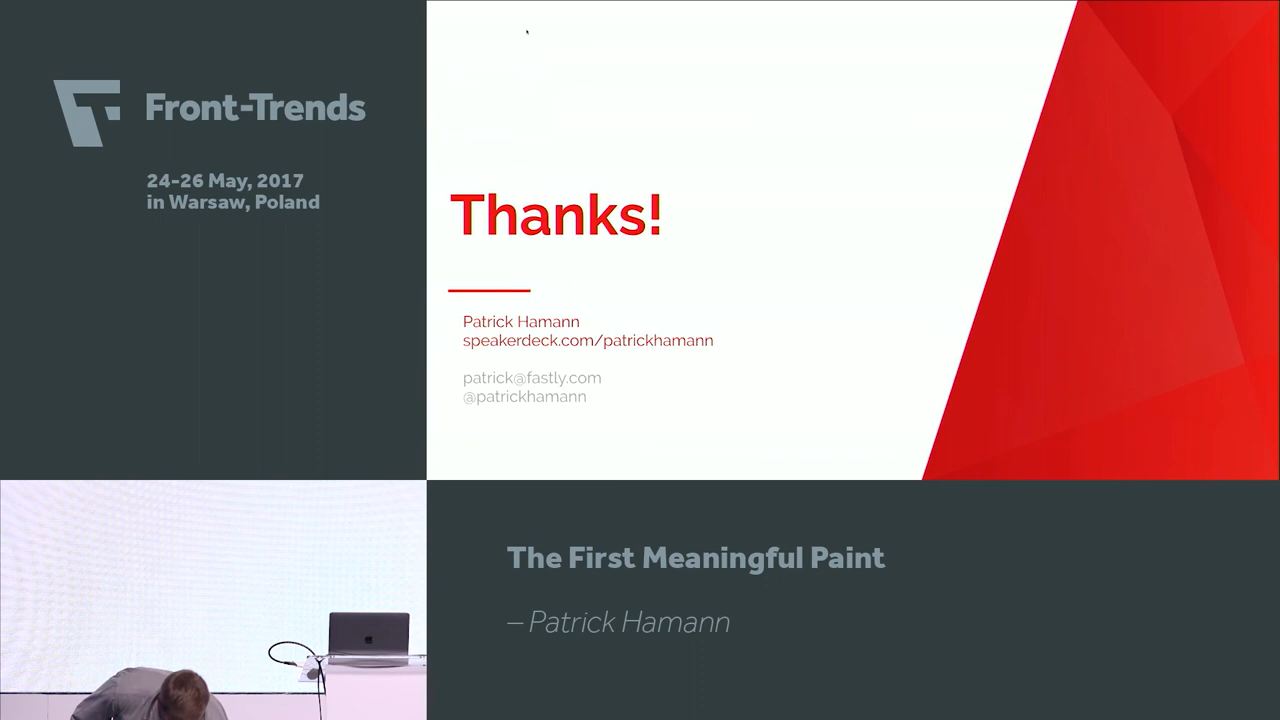 Front-Trends
24-26 May, 2017
in Warsaw, Poland
Thanks!
Patrick Hamann
speakerdeck.com/patrickhamann
patrick@fastly.com
@patrickhamann
The First Meaningful Paint
– Patrick Hamann